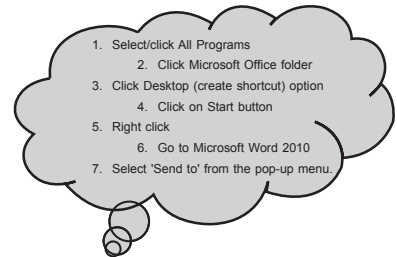 1. Select/click All Programs
2. Click Microsoft Office folder
3. Click Desktop (create shortcut) option
4. Click on Start button
5. Right click
6. Go to Microsoft Word 2010
7. Select 'Send to' from the pop-up menu.